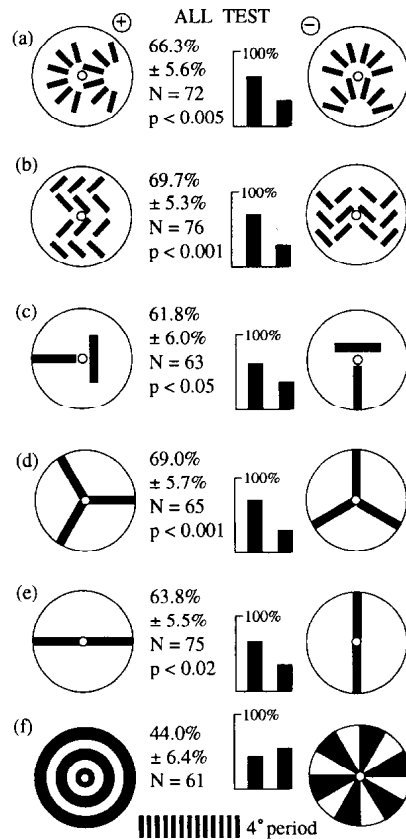 ALL TEST
+
−
(a)
66.3%
± 5.6%
N = 72
p < 0.005
100%
(b)
69.7%
± 5.3%
N = 76
p < 0.001
100%
(c)
61.8%
± 6.0%
N = 63
p < 0.05
100%
(d)
69.0%
± 5.7%
N = 65
p < 0.001
100%
(e)
63.8%
± 5.5%
N = 75
p < 0.02
100%
(f)
44.0%
± 6.4%
N = 61
100%
4° period